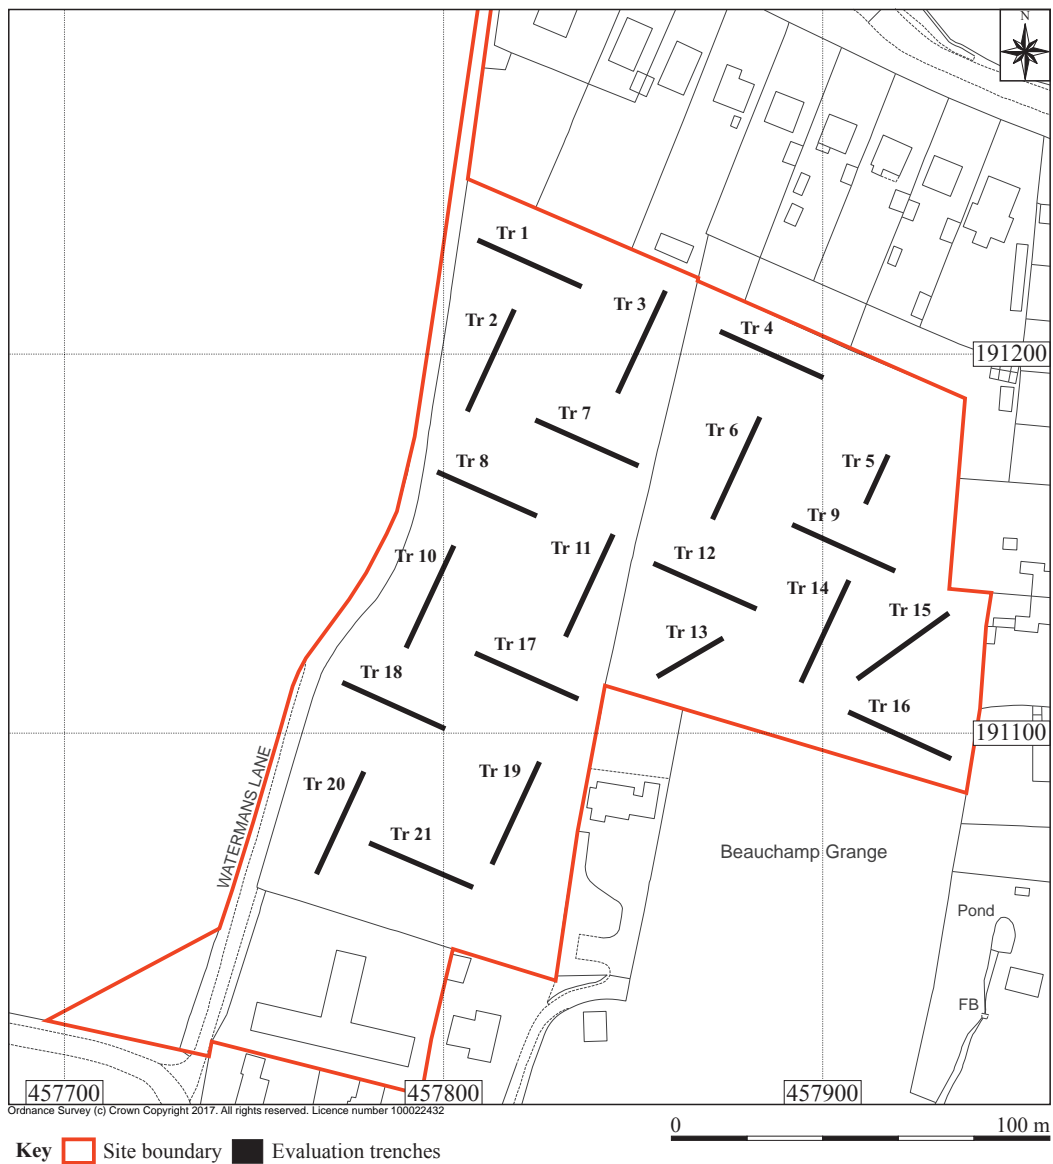 N
Tr 1
Tr 3
Tr 2
Tr 4
191200
Tr 7
Tr 6
Tr 8
Tr 5
Tr 9
Tr 10
Tr 11
Tr 12
Tr 14
Tr 15
Tr 13
Tr 17
Tr 18
Tr 16
191100
WATERMANS LANE
Tr 19
Tr 20
Tr 21
Beauchamp Grange
Pond
FB
457700
457800
457900
Ordnance Survey (c) Crown Copyright 2017. All rights reserved. Licence number 100022432
0 100 m
Key Site boundary Evaluation trenches